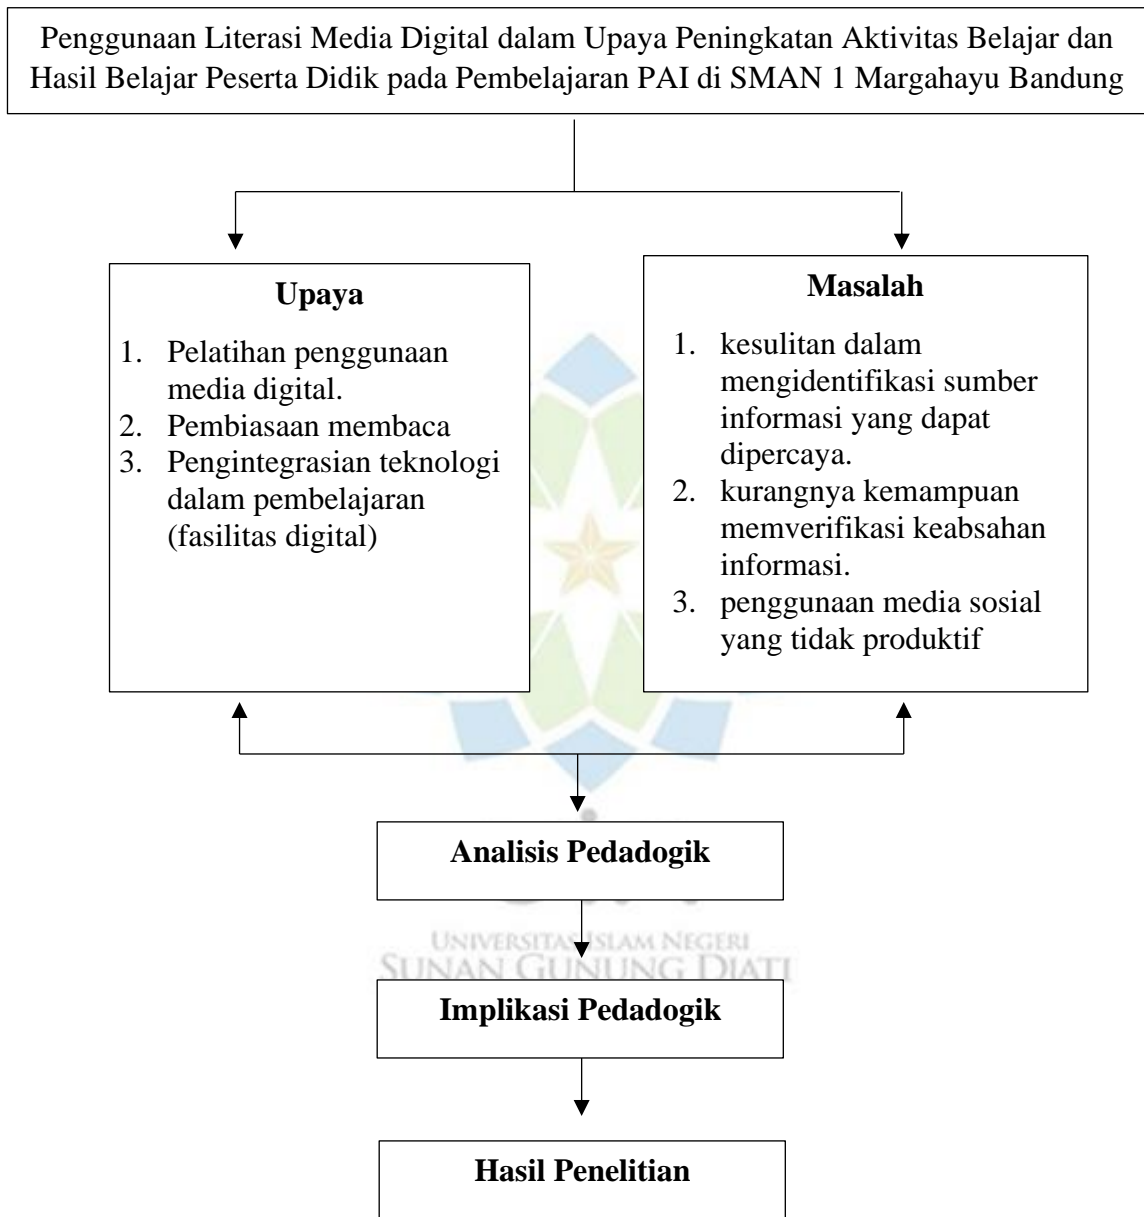 Penggunaan Literasi Media Digital dalam Upaya Peningkatan Aktivitas Belajar dan
Hasil Belajar Peserta Didik pada Pembelajaran PAI di SMAN 1 Margahayu Bandung
Upaya
1. Pelatihan penggunaan
media digital.
2. Pembiasaan membaca
3. Pengintegrasian teknologi
dalam pembelajaran
(fasilitas digital)
Masalah
1. kesulitan dalam
mengidentifikasi sumber
informasi yang dapat
dipercaya.
2. kurangnya kemampuan
memverifikasi keabsahan
informasi.
3. penggunaan media sosial
yang tidak produktif
Analisis Pedadogik
UNIVERSITAS ISLAM NEGERI
SUNAN GUNUNG DJATI
Implikasi Pedadogik
Hasil Penelitian